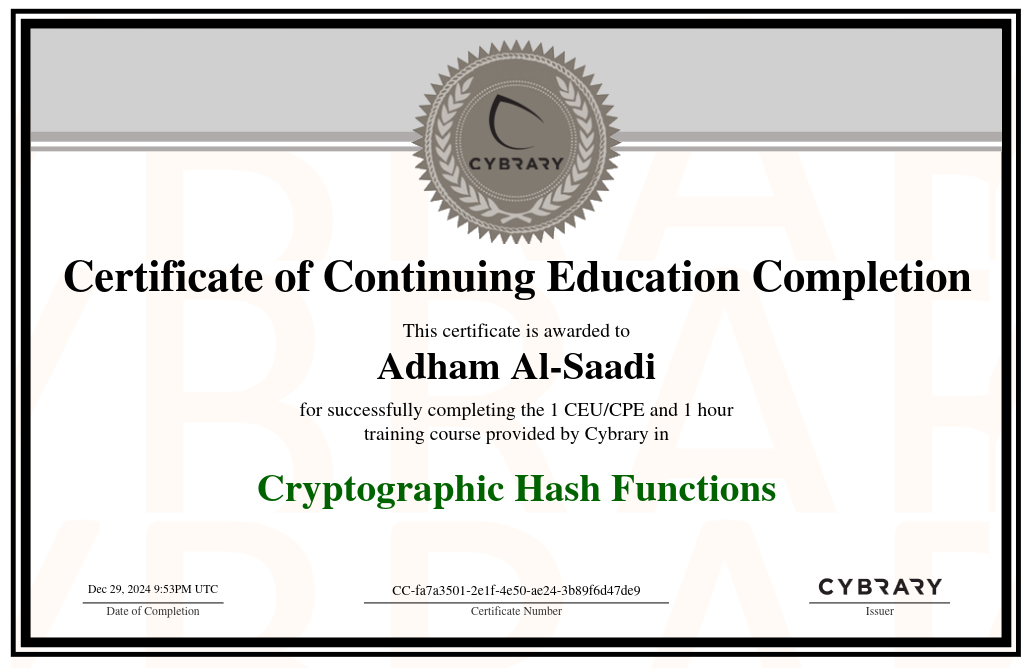 CYBRARY
Certificate of Continuing Education Completion
This certificate is awarded to
Adham Al-Saadi
for successfully completing the 1 CEU/CPE and 1 hour
training course provided by Cybrary in
Cryptographic Hash Functions
Dec 29, 2024 9:53PM UTC
Date of Completion
CC-fa7a3501-2e1f-4e50-ae24-3b89f6d47de9
Certificate Number
CYBRARY
Issuer